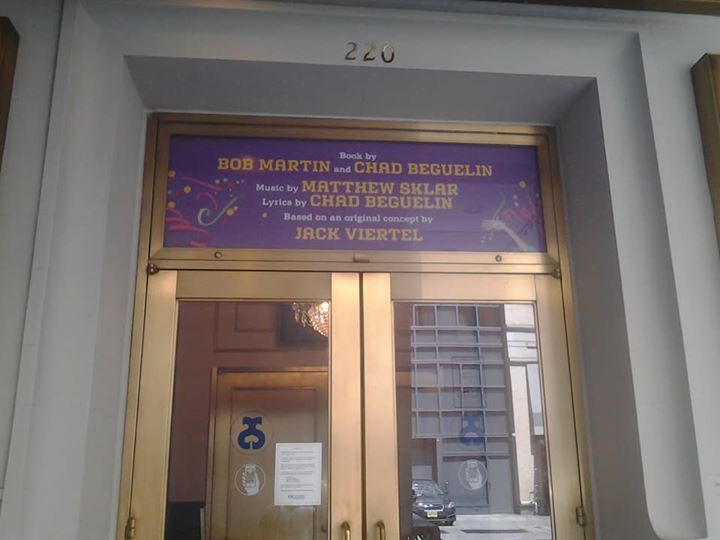 220
Book by
BOB MARTIN and CHAD BEGUELIN
Music by MATTHEW SKLAR
Lyrics by CHAD BEGUELIN
Based on an original concept by
JACK VIERTEL